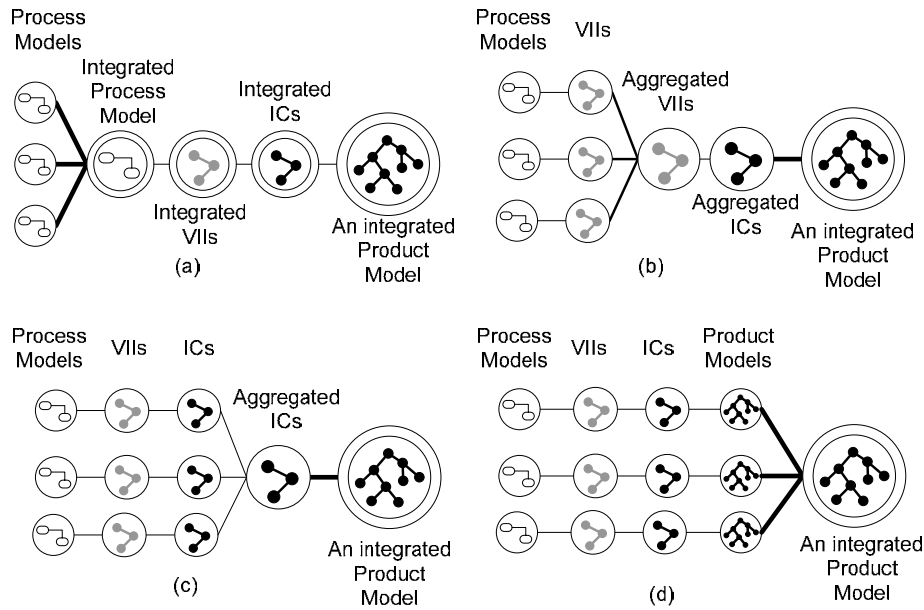 Process
Models
Integrated
Process
Model
Integrated
ICs
Integrated
VIIs
An integrated
Product
Model
(a)
Process
Models
VIIs
Aggregated
VIIs
Aggregated
ICs
An integrated
Product
Model
(b)
Process
Models
VIIs
ICs
Aggregated
ICs
An integrated
Product
Model
(c)
Process
Models
VIIs
ICs
Product
Models
An integrated
Product
Model
(d)